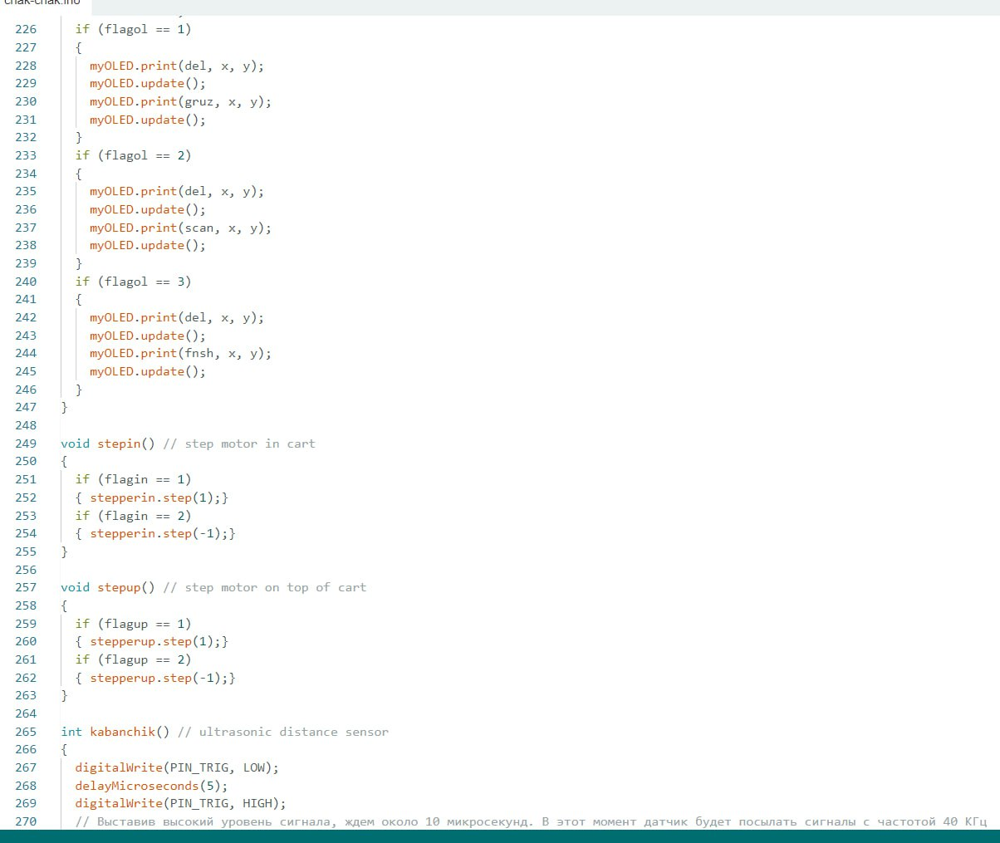 chak-chak.ino
226 if (flagol == 1)
227 {
228 myOLED.print(del, x, y);
229 myOLED.update();
230 myOLED.print(gruz, x, y);
231 myOLED.update();
232 }
233 if (flagol == 2)
234 {
235 myOLED.print(del, x, y);
236 myOLED.update();
237 myOLED.print(scan, x, y);
238 myOLED.update();
239 }
240 if (flagol == 3)
241 {
242 myOLED.print(del, x, y);
243 myOLED.update();
244 myOLED.print(fnsh, x, y);
245 myOLED.update();
246 }
247 }
248
249 void stepin() // step motor in cart
250 {
251 if (flagin == 1)
252 { stepperin.step(1);}
253 if (flagin == 2)
254 { stepperin.step(-1);}
255 }
256
257 void stepup() // step motor on top of cart
258 {
259 if (flagup == 1)
260 { stepperup.step(1);}
261 if (flagup == 2)
262 { stepperup.step(-1);}
263 }
264
265 int kabanchik() // ultrasonic distance sensor
266 {
267 digitalWrite(PIN_TRIG, LOW);
268 delayMicroseconds(5);
269 digitalWrite(PIN_TRIG, HIGH);
270 // Выставив высокий уровень сигнала, ждем около 10 микросекунд. В этот момент датчик будет посылать сигналы с частотой 40 КГц